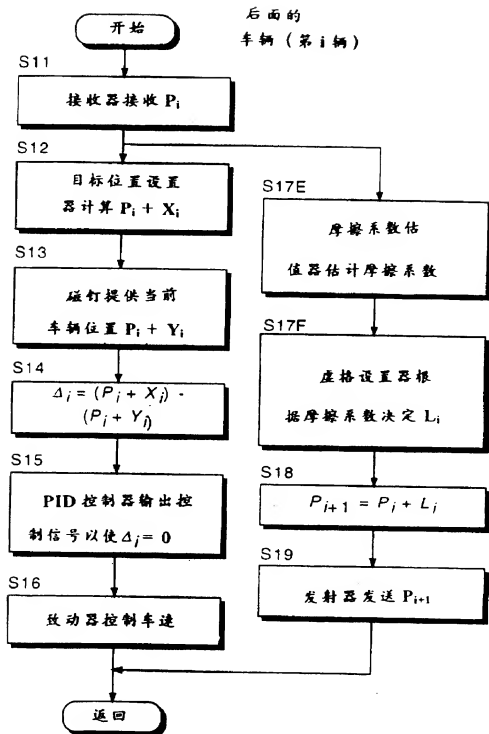 开始
后面的
车辆(第i辆)
S11
接收器接收 Pi
S12
目标位置设置
器计算 Pi + Xi
S13
磁钉提供当前
车辆位置 Pi + Yi
S14
Δi = (Pi + Xi) -
(Pi + Yi)
S15
PID 控制器输出控
制信号以使 Δi = 0
S16
致动器控制车速
S17E
摩擦系数估
值器估计摩擦系数
S17F
虚格设置器根
据摩擦系数决定 Li
S18
Pi+1 = Pi + Li
S19
发射器发送 Pi+1
返回